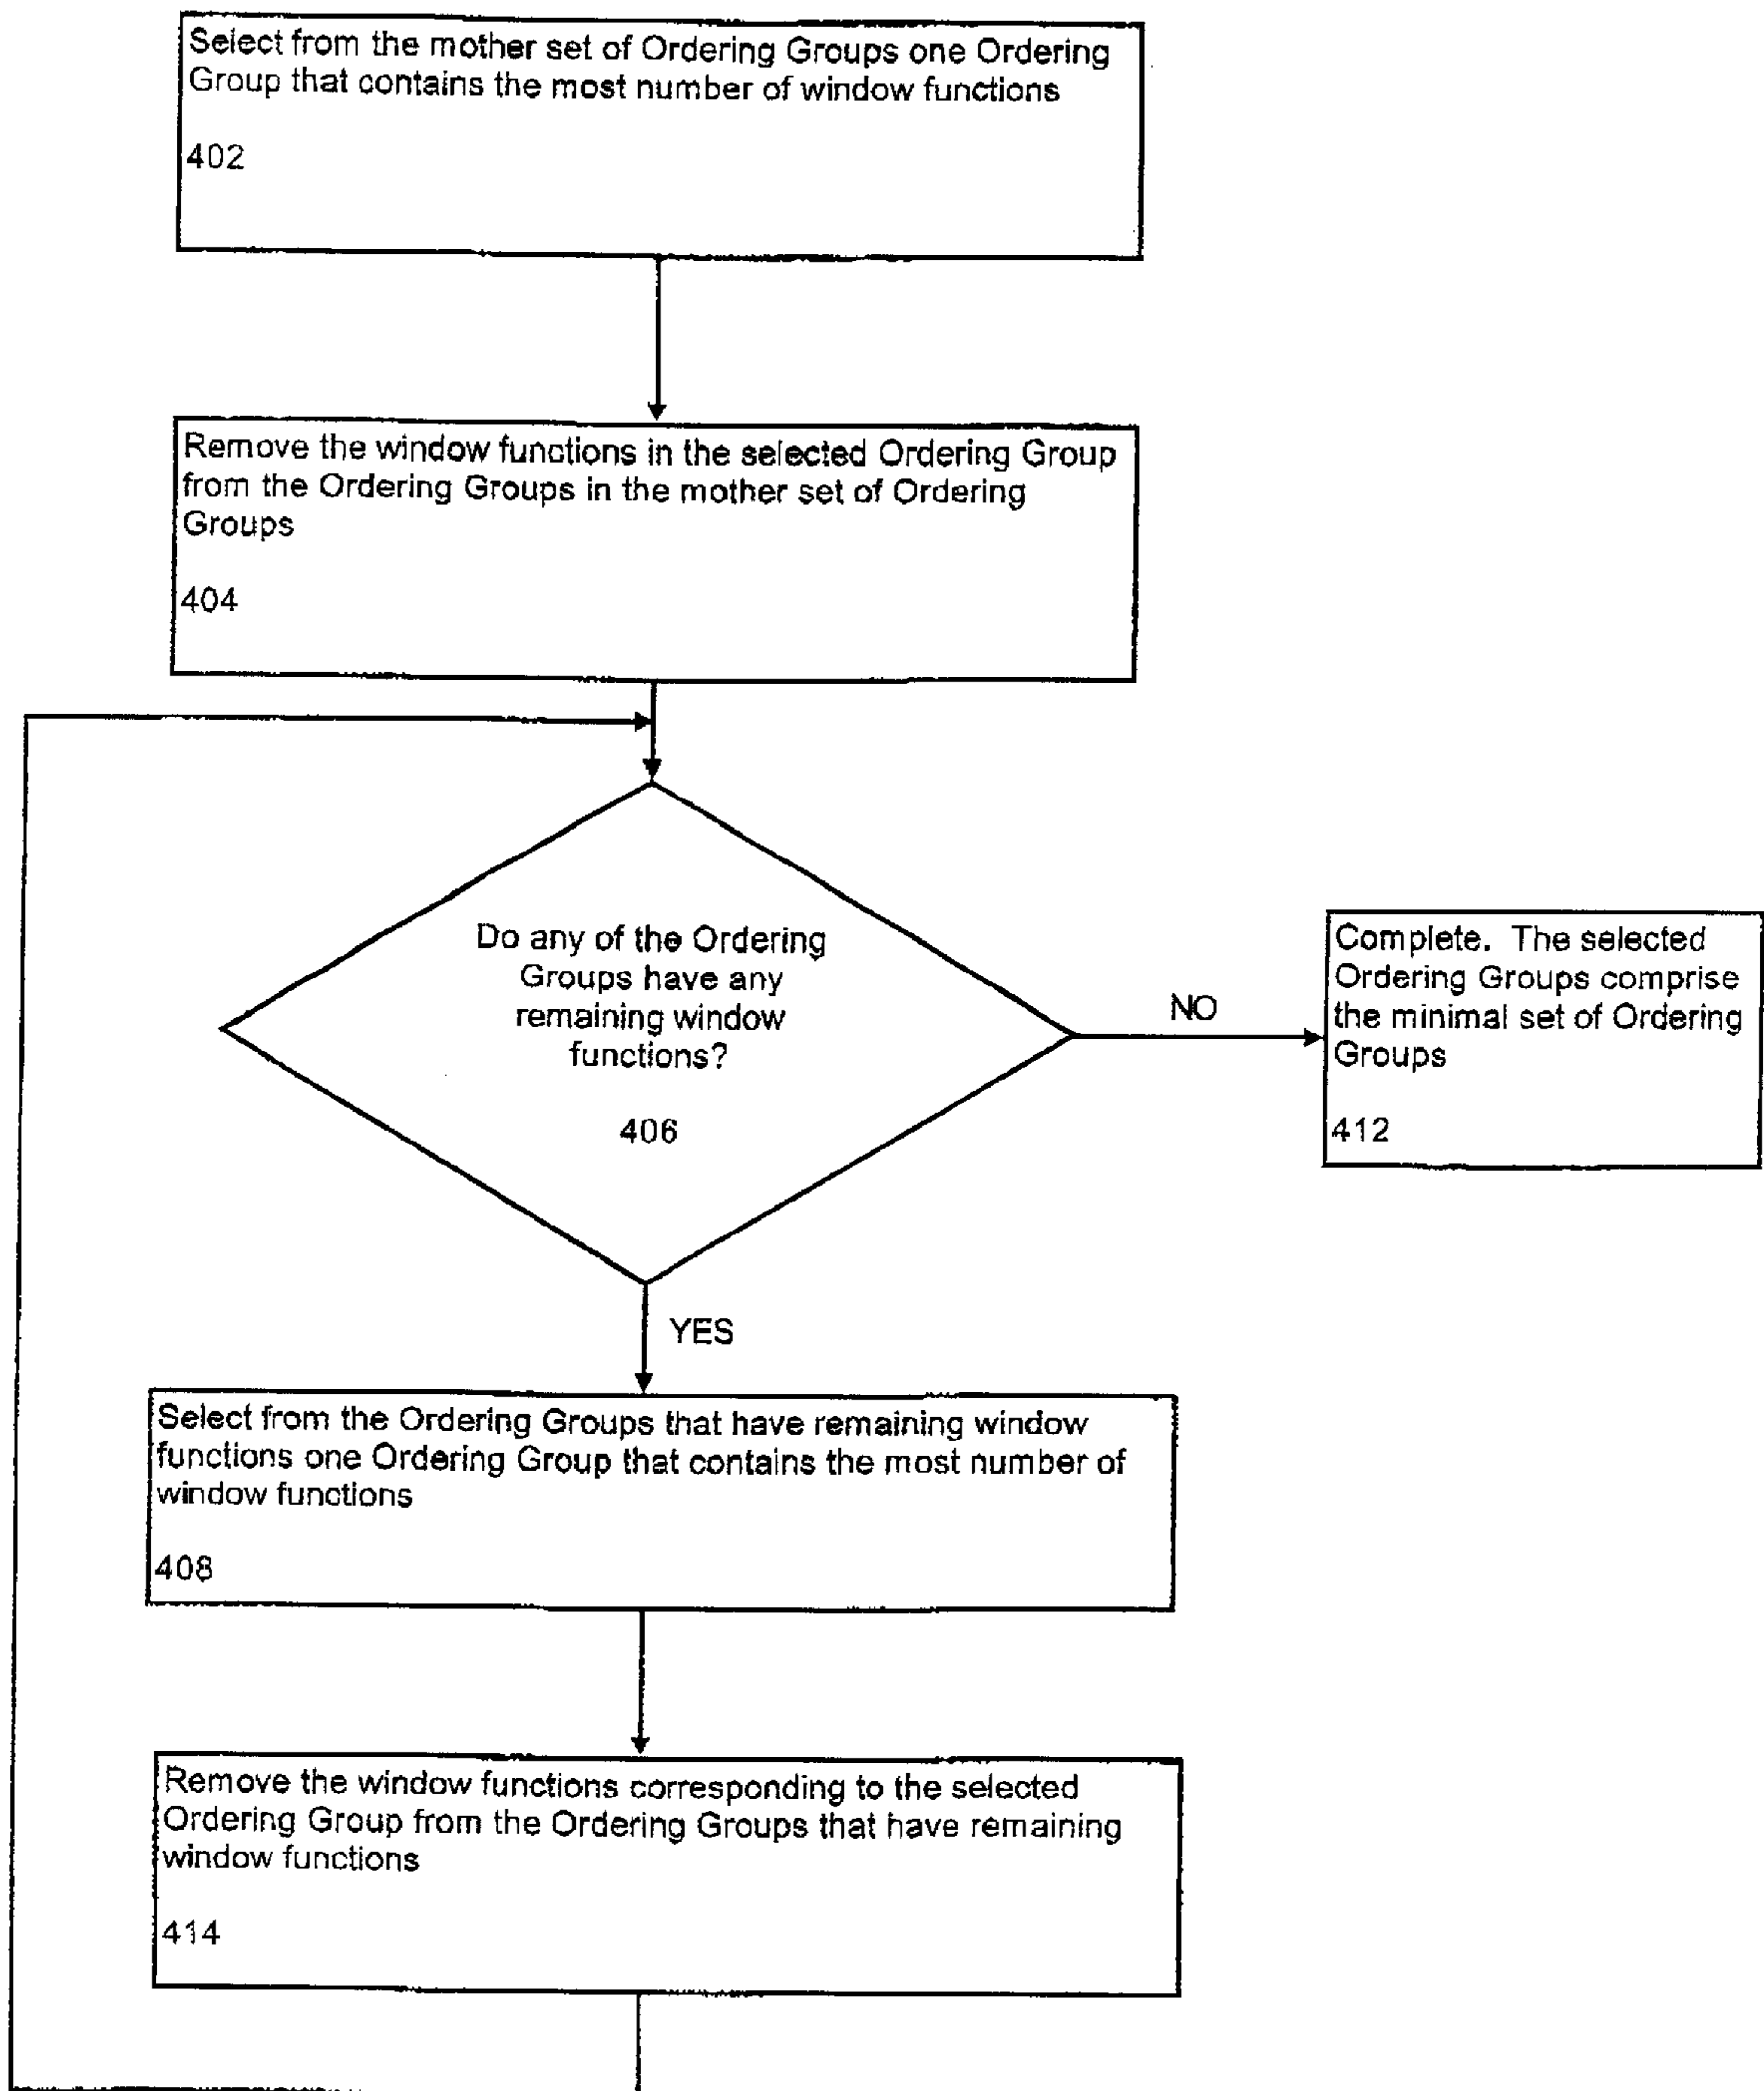 Select from the mother set of Ordering Groups one Ordering
Group that contains the most number of window functions
402
Remove the window functions in the selected Ordering Group
from the Ordering Groups in the mother set of Ordering
Groups
404
Do any of the Ordering
Groups have any
remaining window
functions?
406
NO
Complete. The selected
Ordering Groups comprise
the minimal set of Ordering
Groups
412
YES
Select from the Ordering Groups that have remaining window
functions one Ordering Group that contains the most number of
window functions
408
Remove the window functions corresponding to the selected
Ordering Group from the Ordering Groups that have remaining
window functions
414